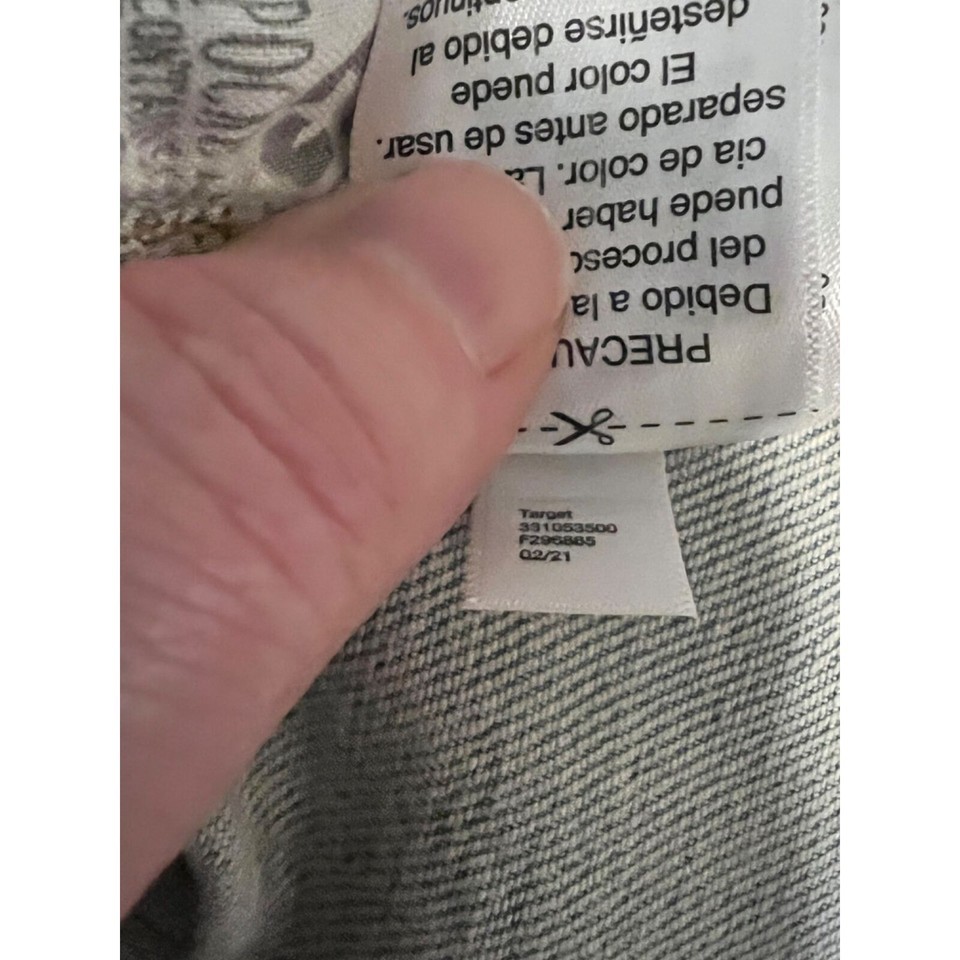 PRECAU
Debido a la
del proceso
puede haber
cia de color. La
separado antes de usar.
El color puede
desteñirse debido al
Target
331053500
F296885
02/21